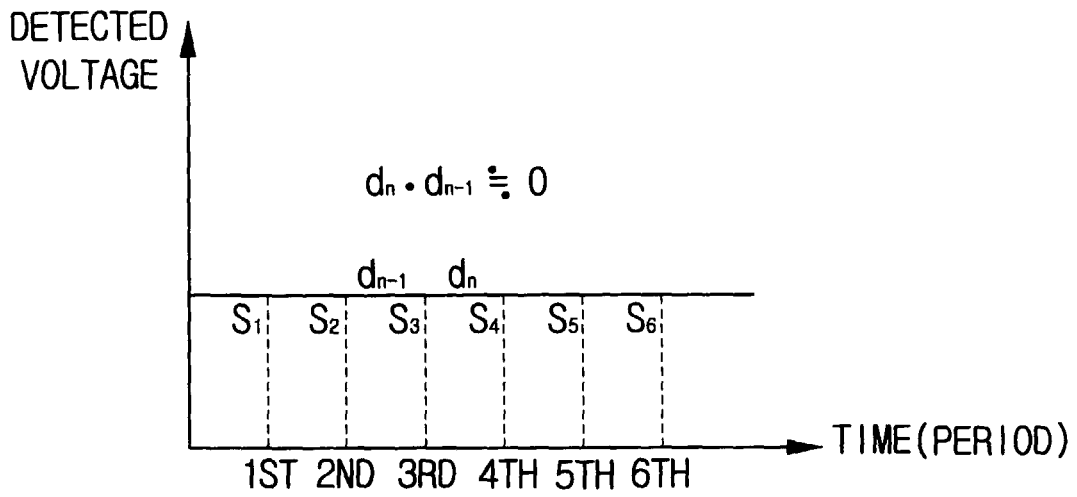 DETECTED
VOLTAGE
dn • dn-1 ≒ 0
dn-1 dn
S1 S2 S3 S4 S5 S6
TIME(PERIOD)
1ST 2ND 3RD 4TH 5TH 6TH